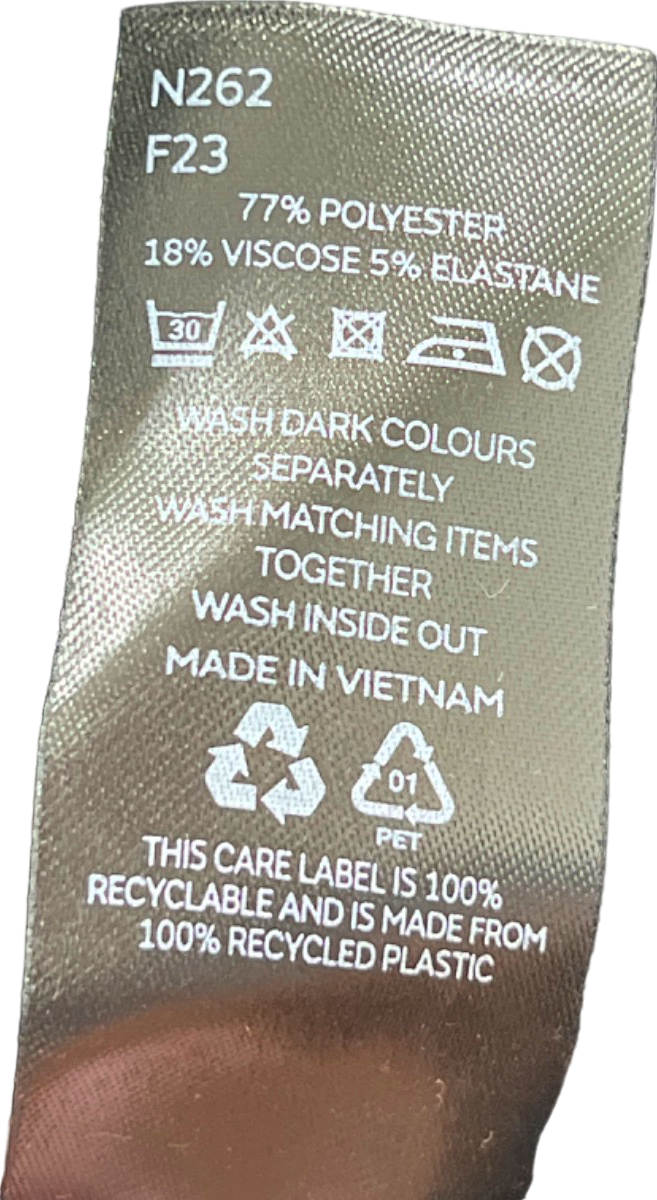 N262
F23
77% POLYESTER
18% VISCOSE 5% ELASTANE
30
WASH DARK COLOURS
SEPARATELY
WASH MATCHING ITEMS
TOGETHER
WASH INSIDE OUT
MADE IN VIETNAM
01
PET
THIS CARE LABEL IS 100%
RECYCLABLE AND IS MADE FROM
100% RECYCLED PLASTIC